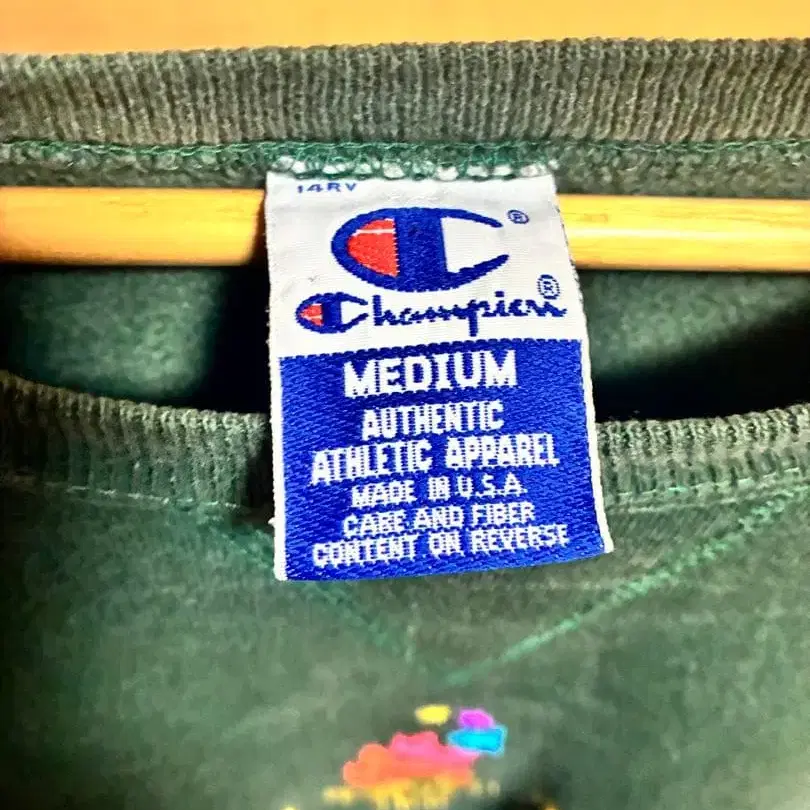 14RV
®
Champion®
MEDIUM
AUTHENTIC
ATHLETIC APPAREL
MADE IN U.S.A.
CARE AND FIBER
CONTENT ON REVERSE